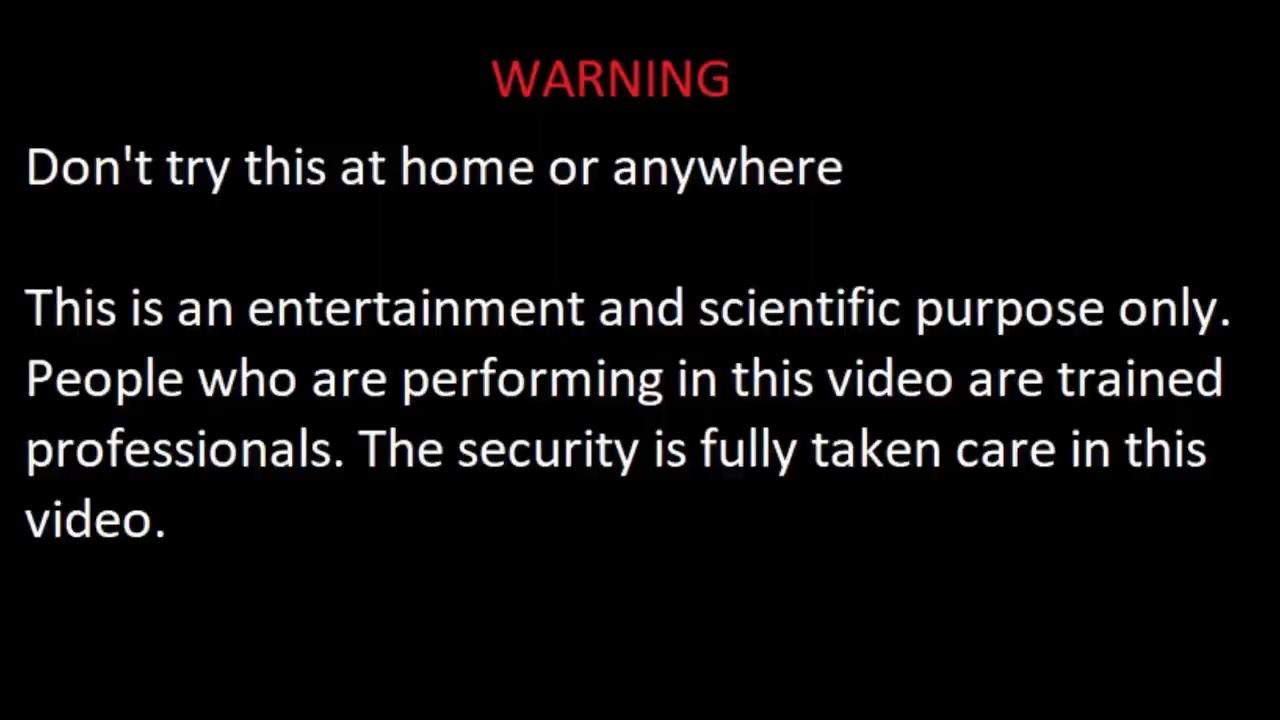 WARNING
Don't try this at home or anywhere
This is an entertainment and scientific purpose only.
People who are performing in this video are trained
professionals. The security is fully taken care in this
video.